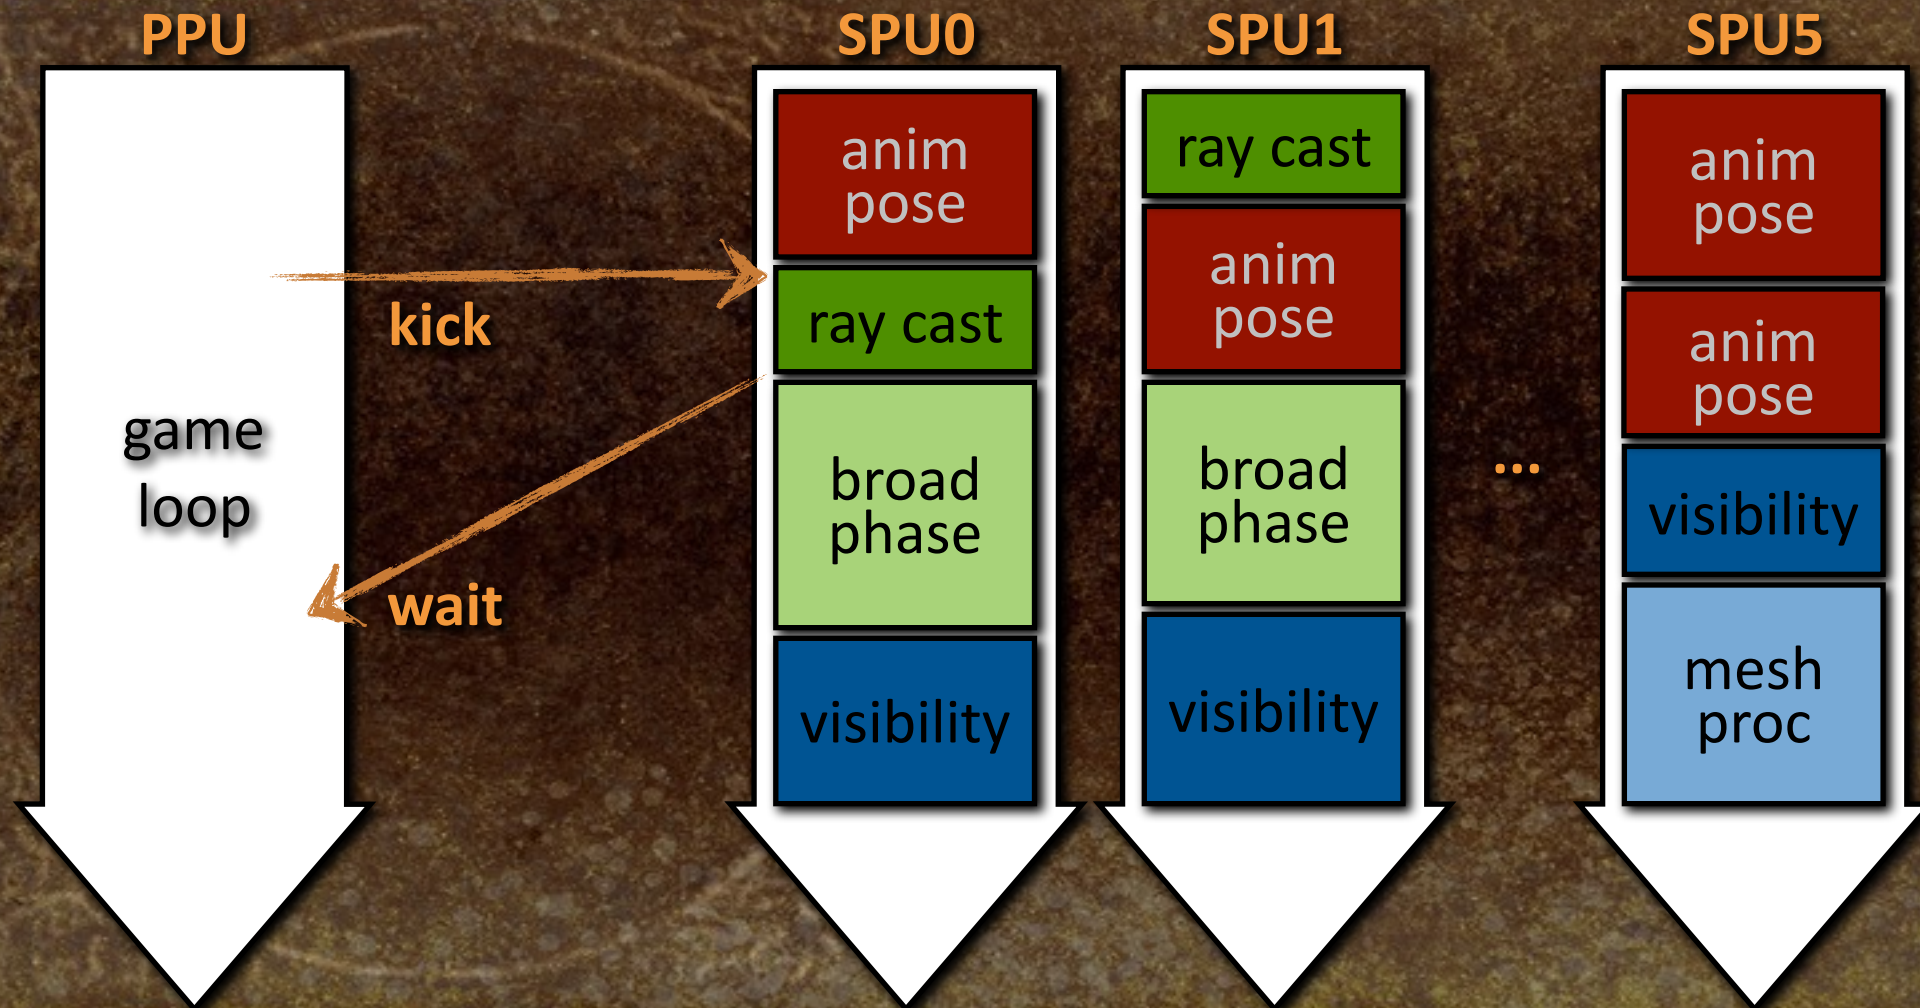 PPU
SPU0
SPU1
SPU5
game
loop
kick
wait
anim
pose
ray cast
broad
phase
visibility
ray cast
anim
pose
broad
phase
visibility
...
anim
pose
anim
pose
visibility
mesh
proc